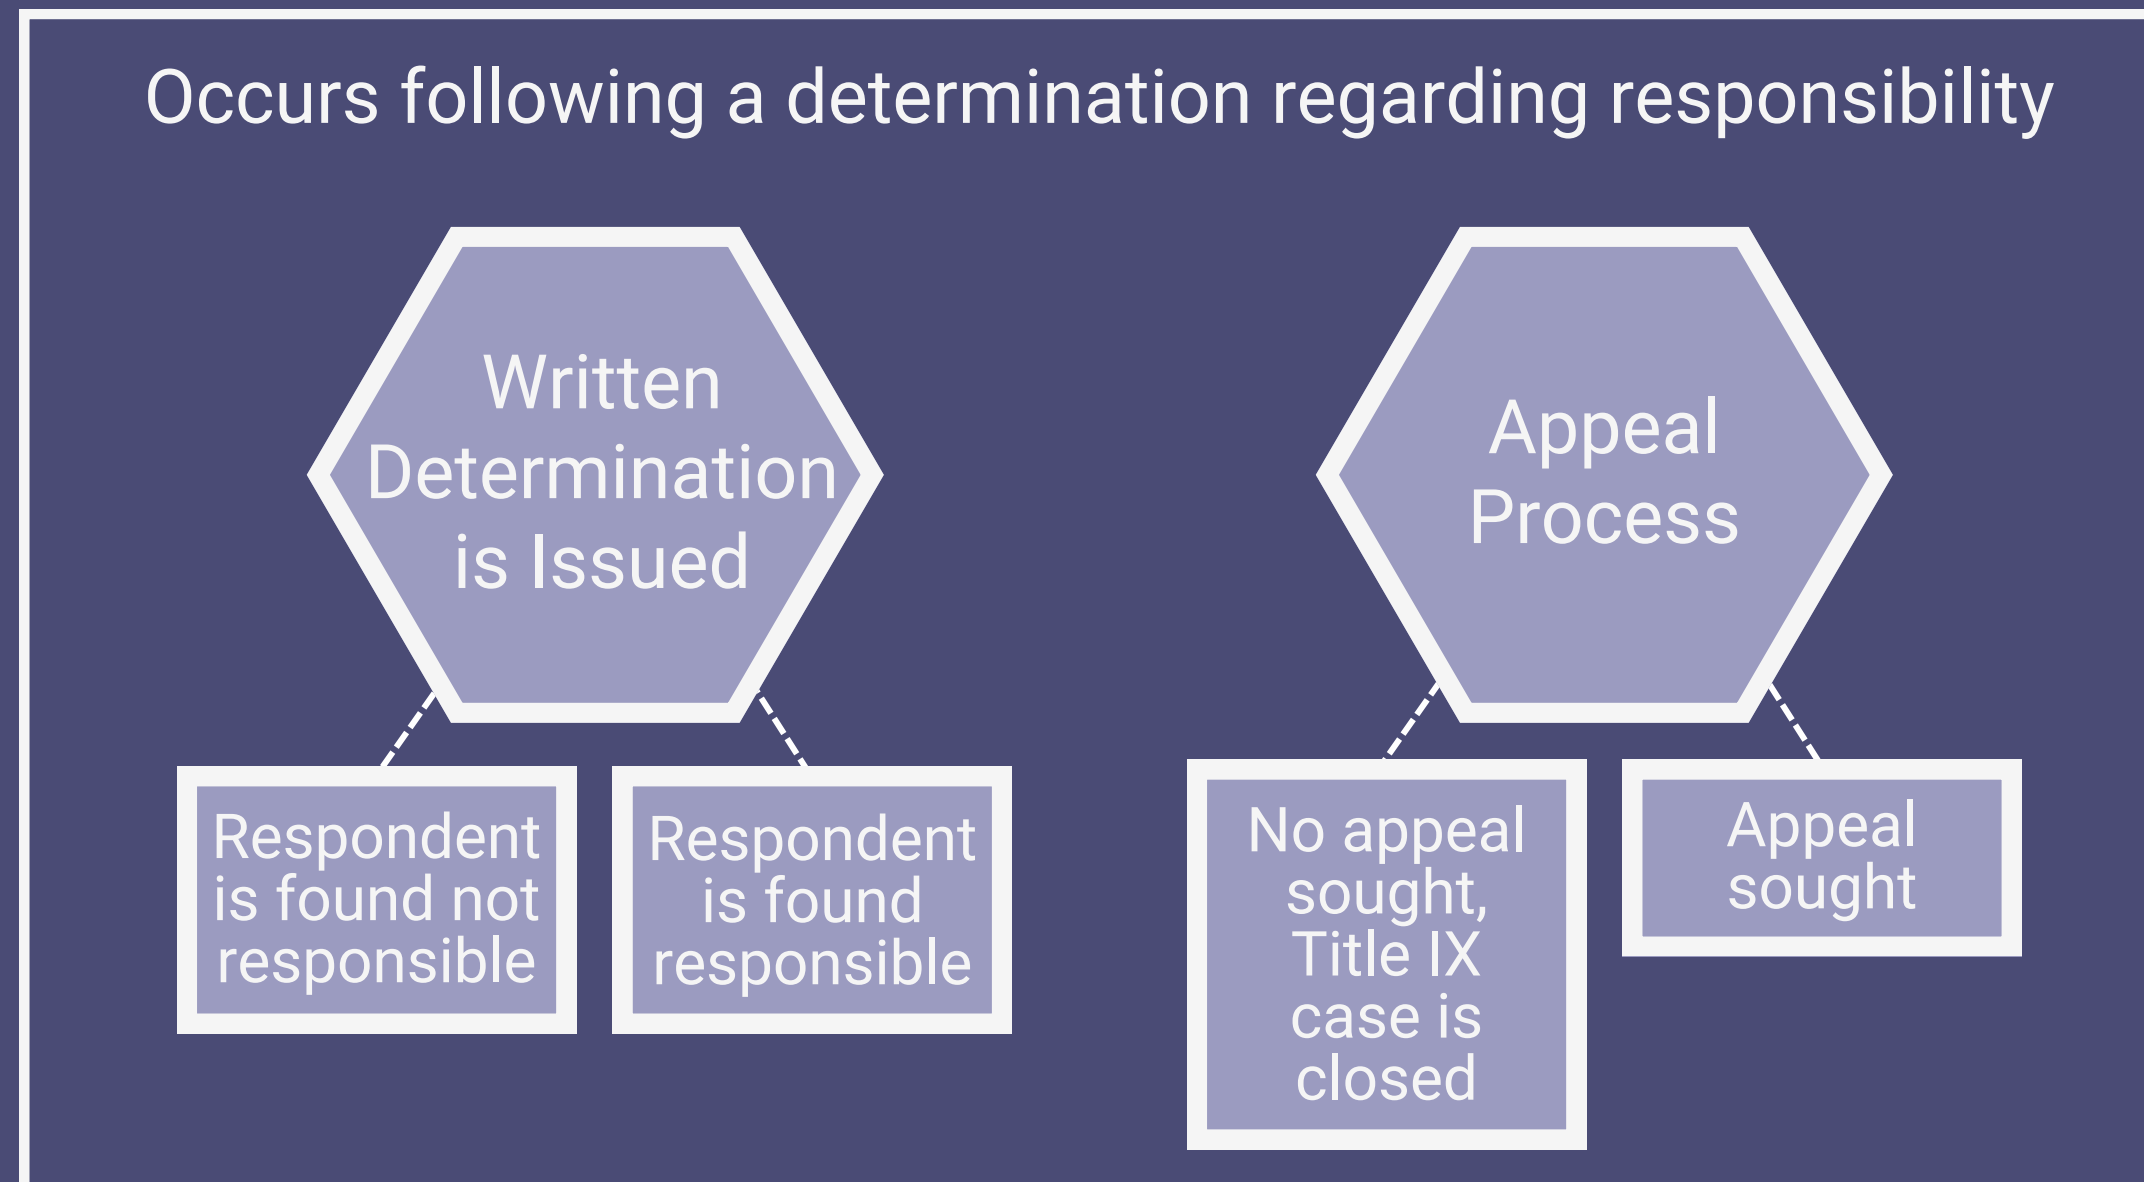 Occurs following a determination regarding responsibility
Written
Determination
is Issued
Appeal
Process
Respondent
is found not
responsible
Respondent
is found
responsible
No appeal
sought,
Title IX
case is
closed
Appeal
sought